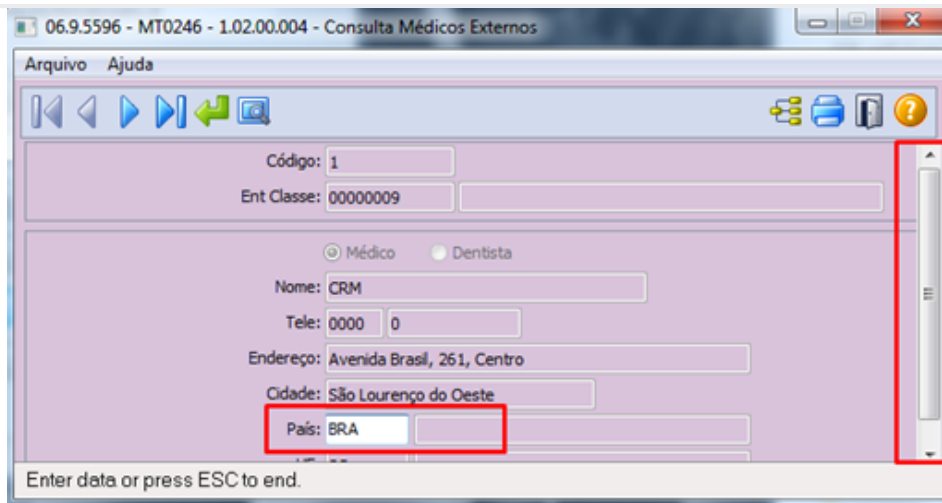 06.9.5596 - MT0246 - 1.02.00.004 - Consulta Médicos Externos
Arquivo Ajuda
Código: 1
Ent Classe: 00000009
Médico Dentista
Nome: CRM
Tele: 0000 0
Endereço: Avenida Brasil, 261, Centro
Cidade: São Lourenço do Oeste
País: BRA
Enter data or press ESC to end.